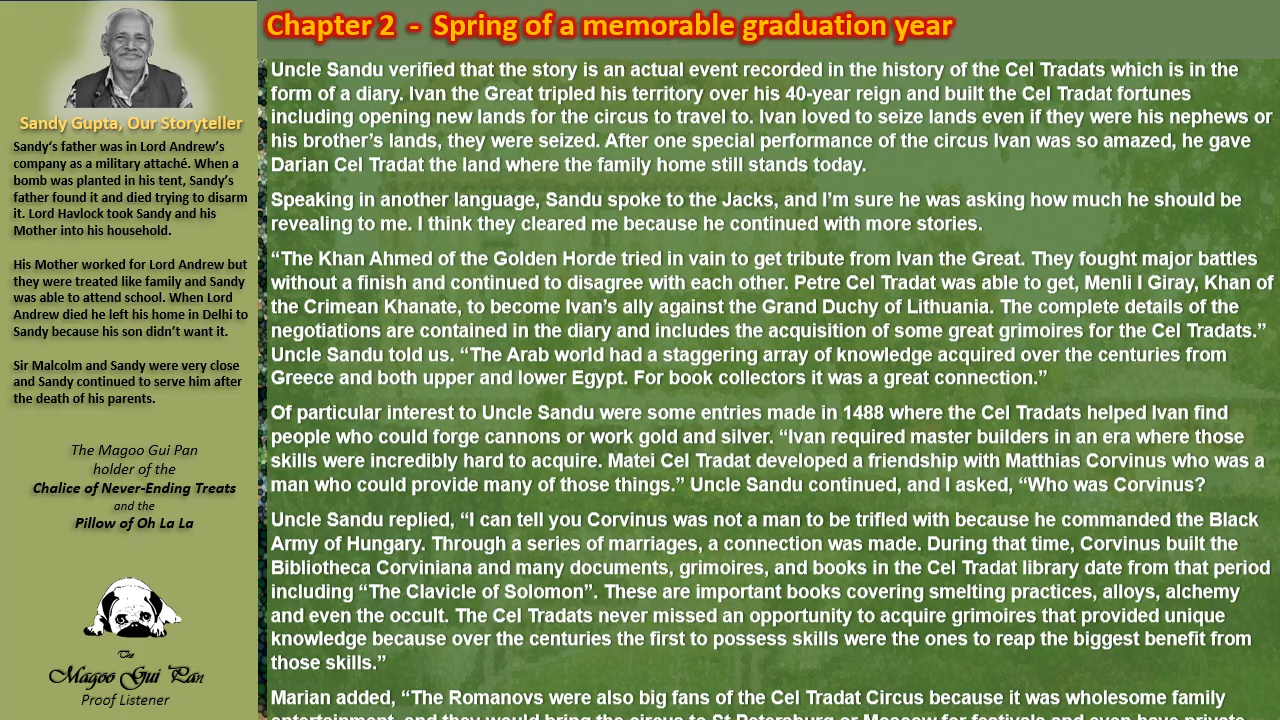 Chapter 2 - Spring of a memorable graduation year
Sandy Gupta, Our Storyteller
Sandy‘s father was in Lord Andrew’s
company as a military attaché. When a
bomb was planted in his tent, Sandy’s
father found it and died trying to disarm
it. Lord Havlock took Sandy and his
Mother into his household.
His Mother worked for Lord Andrew but
they were treated like family and Sandy
was able to attend school. When Lord
Andrew died he left his home in Delhi to
Sandy because his son didn’t want it.
Sir Malcolm and Sandy were very close
and Sandy continued to serve him after
the death of his parents.
The Magoo Gui Pan
holder of the
Chalice of Never-Ending Treats
and the
Pillow of Oh La La
The
Magoo Gui Pan
Proof Listener
Uncle Sandu verified that the story is an actual event recorded in the history of the Cel Tradats which is in the
form of a diary. Ivan the Great tripled his territory over his 40-year reign and built the Cel Tradat fortunes
including opening new lands for the circus to travel to. Ivan loved to seize lands even if they were his nephews or
his brother’s lands, they were seized. After one special performance of the circus Ivan was so amazed, he gave
Darian Cel Tradat the land where the family home still stands today.
Speaking in another language, Sandu spoke to the Jacks, and I’m sure he was asking how much he should be
revealing to me. I think they cleared me because he continued with more stories.
“The Khan Ahmed of the Golden Horde tried in vain to get tribute from Ivan the Great. They fought major battles
without a finish and continued to disagree with each other. Petre Cel Tradat was able to get, Menli I Giray, Khan of
the Crimean Khanate, to become Ivan’s ally against the Grand Duchy of Lithuania. The complete details of the
negotiations are contained in the diary and includes the acquisition of some great grimoires for the Cel Tradats.”
Uncle Sandu told us. “The Arab world had a staggering array of knowledge acquired over the centuries from
Greece and both upper and lower Egypt. For book collectors it was a great connection.”
Of particular interest to Uncle Sandu were some entries made in 1488 where the Cel Tradats helped Ivan find
people who could forge cannons or work gold and silver. “Ivan required master builders in an era where those
skills were incredibly hard to acquire. Matei Cel Tradat developed a friendship with Matthias Corvinus who was a
man who could provide many of those things.” Uncle Sandu continued, and I asked, “Who was Corvinus?
Uncle Sandu replied, “I can tell you Corvinus was not a man to be trifled with because he commanded the Black
Army of Hungary. Through a series of marriages, a connection was made. During that time, Corvinus built the
Bibliotheca Corviniana and many documents, grimoires, and books in the Cel Tradat library date from that period
including “The Clavicle of Solomon”. These are important books covering smelting practices, alloys, alchemy
and even the occult. The Cel Tradats never missed an opportunity to acquire grimoires that provided unique
knowledge because over the centuries the first to possess skills were the ones to reap the biggest benefit from
those skills.”
Marian added, “The Romanovs were also big fans of the Cel Tradat Circus because it was wholesome family
entertainment, and they would bring the circus to St Petersburg or Moscow for festivals and even have private